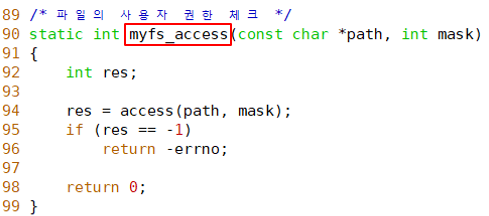 89 /* 파일의 사용자 권한 체크 */
90 static int myfs_access(const char *path, int mask)
91 {
92     int res;
93
94     res = access(path, mask);
95     if (res == -1)
96         return -errno;
97
98     return 0;
99 }